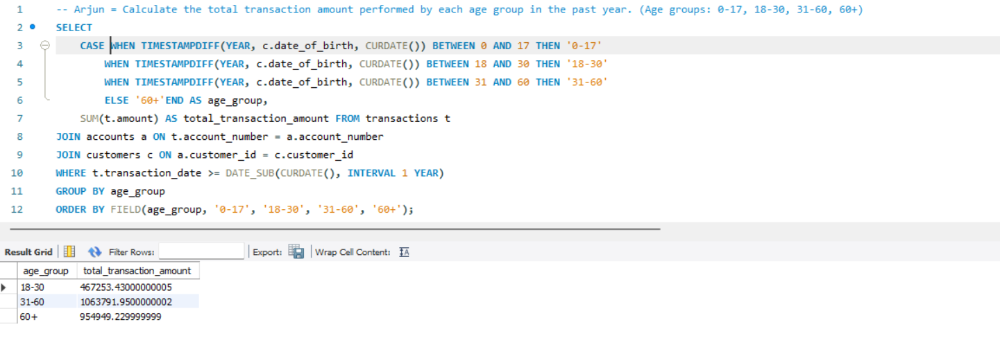 1 -- Arjun = Calculate the total transaction amount performed by each age group in the past year. (Age groups: 0-17, 18-30, 31-60, 60+)
2 SELECT
3 CASE WHEN TIMESTAMPDIFF(YEAR, c.date_of_birth, CURDATE()) BETWEEN 0 AND 17 THEN '0-17'
4 WHEN TIMESTAMPDIFF(YEAR, c.date_of_birth, CURDATE()) BETWEEN 18 AND 30 THEN '18-30'
5 WHEN TIMESTAMPDIFF(YEAR, c.date_of_birth, CURDATE()) BETWEEN 31 AND 60 THEN '31-60'
6 ELSE '60+'END AS age_group,
7 SUM(t.amount) AS total_transaction_amount FROM transactions t
8 JOIN accounts a ON t.account_number = a.account_number
9 JOIN customers c ON a.customer_id = c.customer_id
10 WHERE t.transaction_date >= DATE_SUB(CURDATE(), INTERVAL 1 YEAR)
11 GROUP BY age_group
12 ORDER BY FIELD(age_group, '0-17', '18-30', '31-60', '60+');
Result Grid Filter Rows: Export: Wrap Cell Content: IA
age_group total_transaction_amount
18-30 467253.43000000005
31-60 1063791.9500000002
60+ 954949.229999999